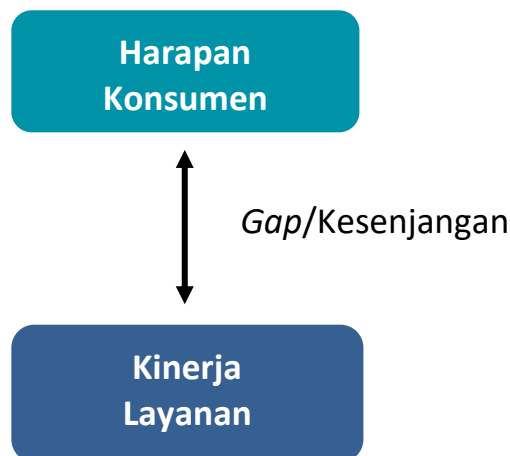 Harapan
Konsumen
Gap/Kesenjangan
Kinerja
Layanan